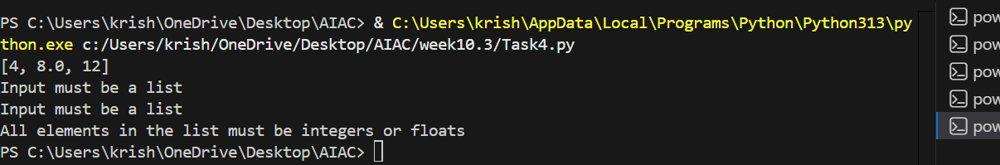 PS C:\Users\krish\OneDrive\Desktop\AIAC> & C:\Users\krish\AppData\Local\Programs\Python\Python313\py
thon.exe c:/Users/krish/OneDrive/Desktop/AIAC/week10.3/Task4.py
[4, 8.0, 12]
Input must be a list
Input must be a list
All elements in the list must be integers or floats
PS C:\Users\krish\OneDrive\Desktop\AIAC>
pow
pow
pow
pow
pow